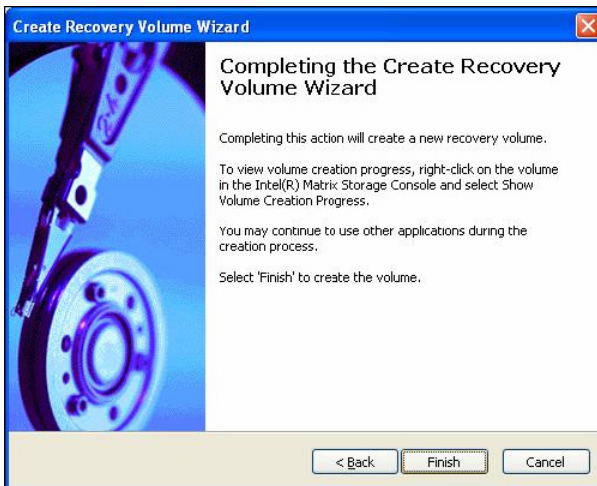 Create Recovery Volume Wizard
Completing the Create Recovery
Volume Wizard
Completing this action will create a new recovery volume.
To view volume creation progress, right-click on the volume
in the Intel(R) Matrix Storage Console and select Show
Volume Creation Progress.
You may continue to use other applications during the
creation process.
Select 'Finish' to create the volume.
< Back Finish Cancel